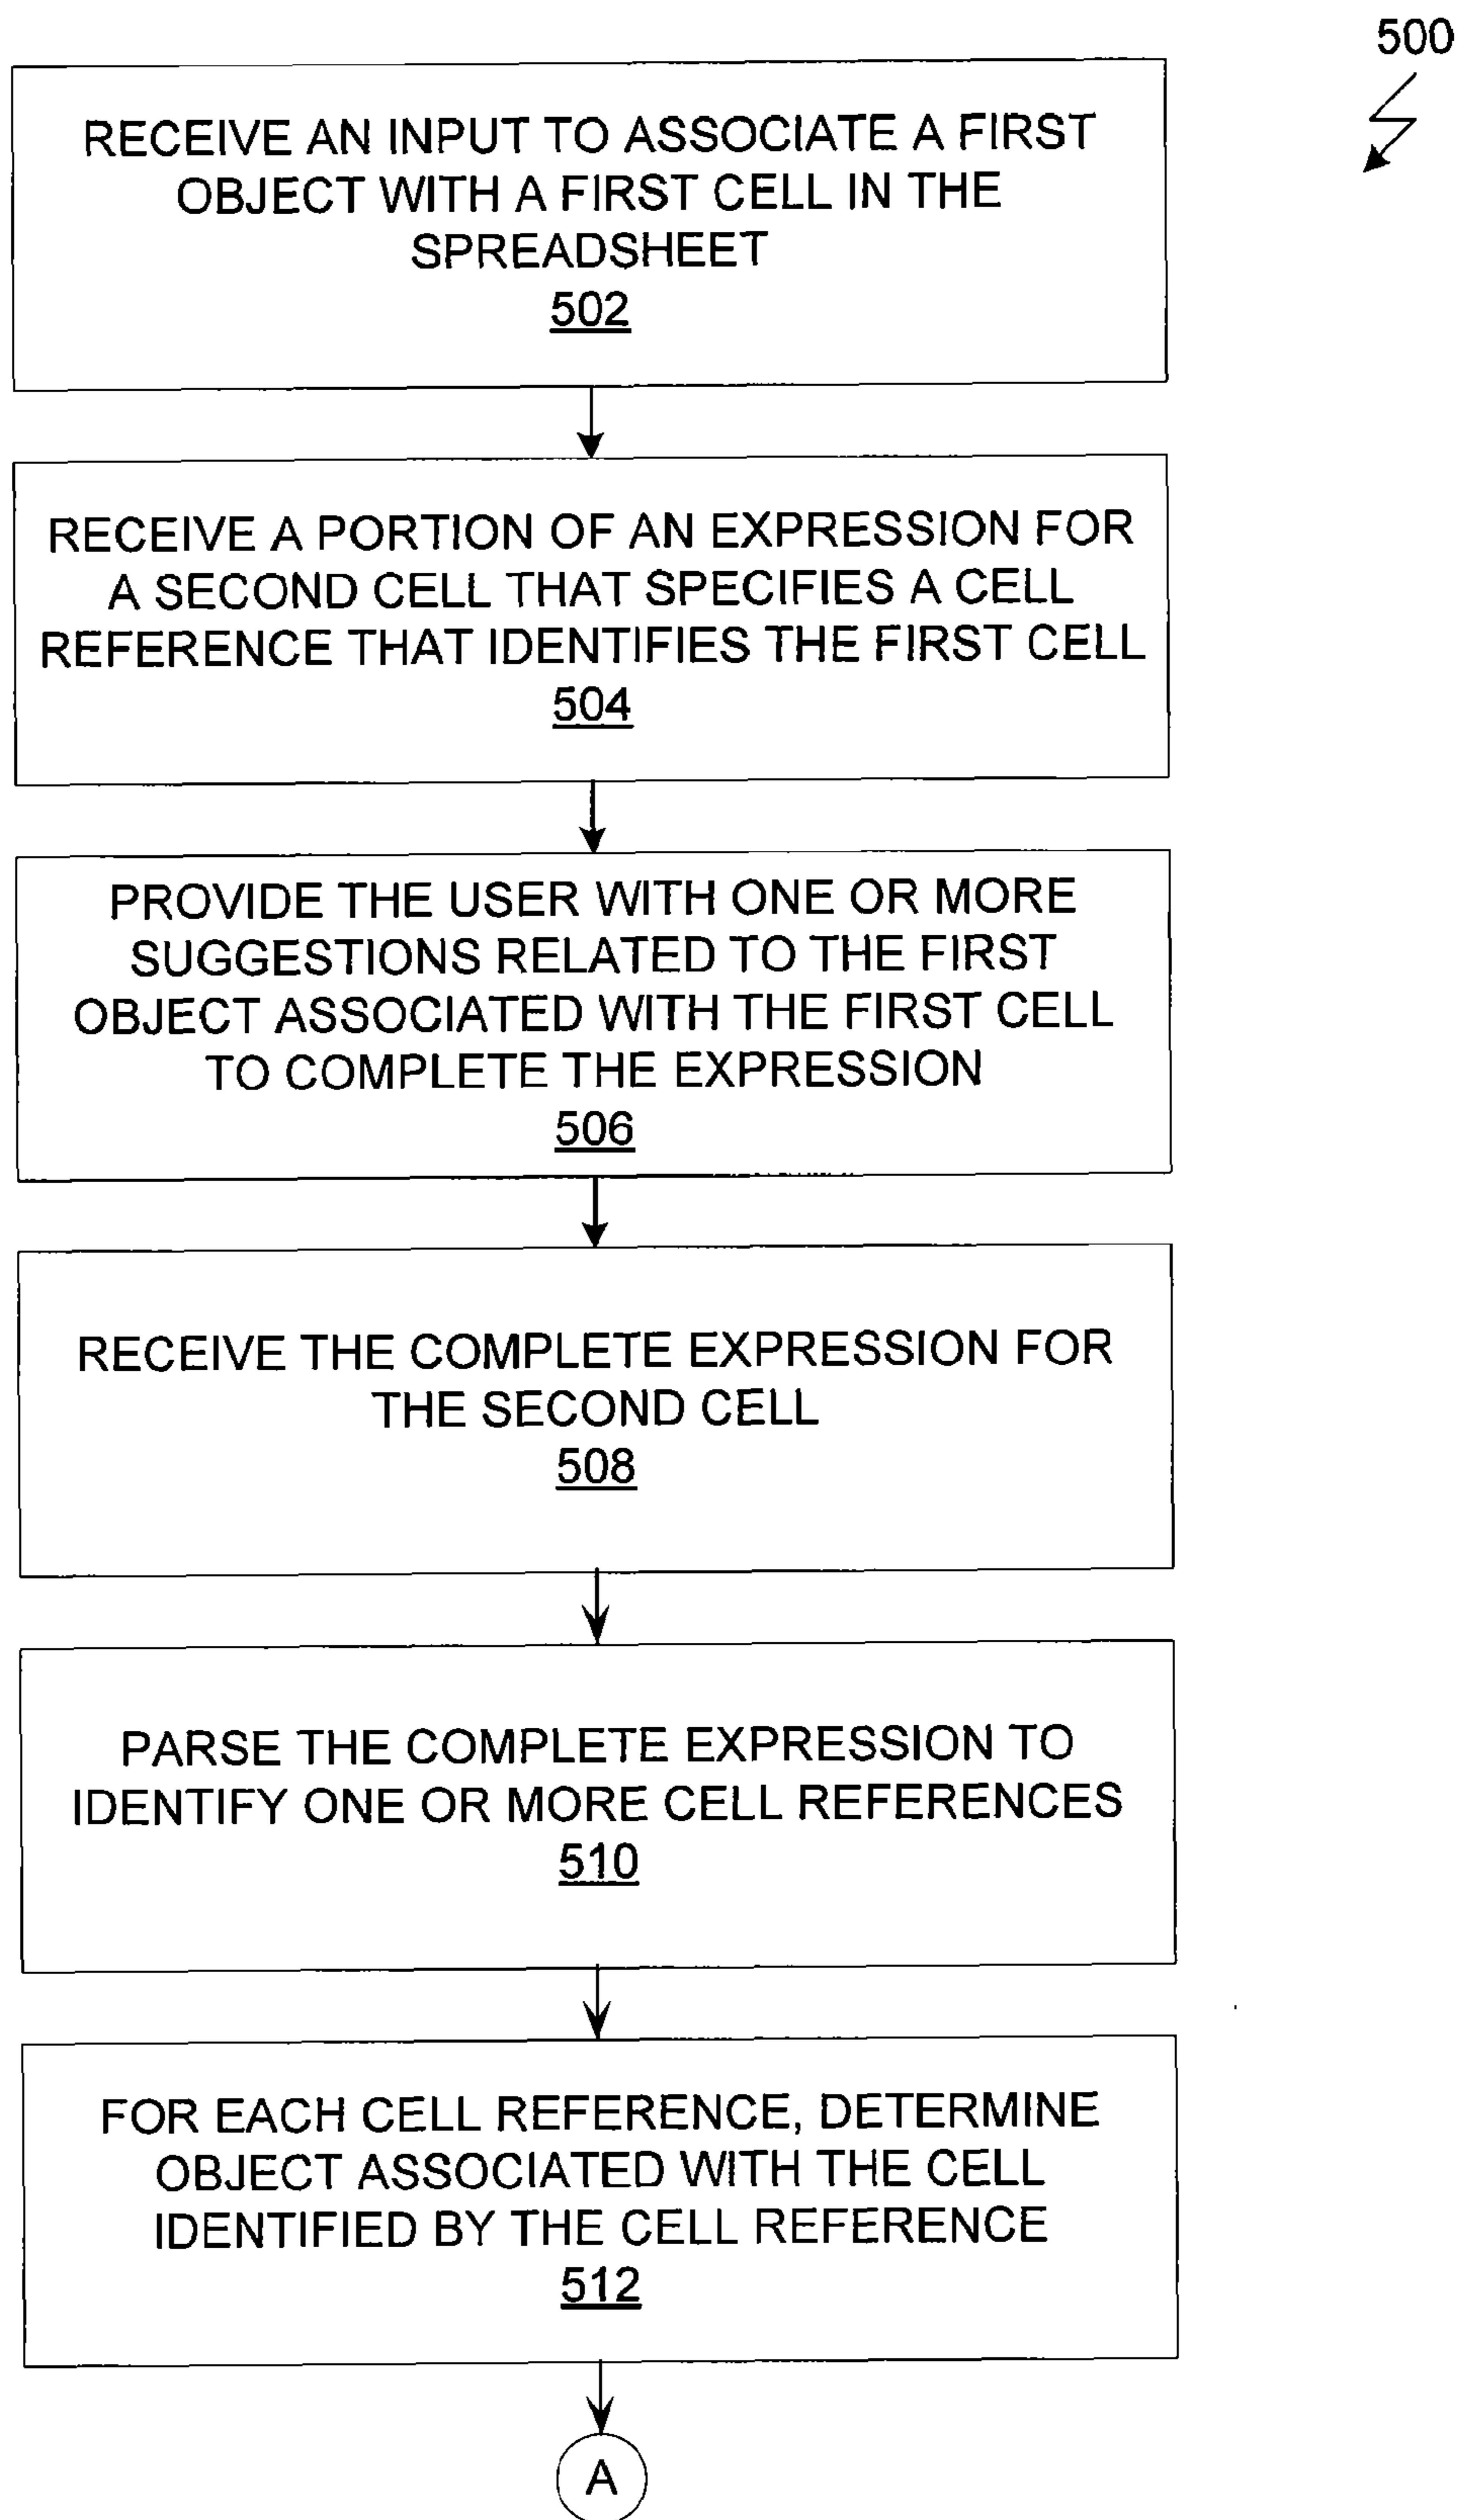 500
RECEIVE AN INPUT TO ASSOCIATE A FIRST
OBJECT WITH A FIRST CELL IN THE
SPREADSHEET
502
RECEIVE A PORTION OF AN EXPRESSION FOR
A SECOND CELL THAT SPECIFIES A CELL
REFERENCE THAT IDENTIFIES THE FIRST CELL
504
PROVIDE THE USER WITH ONE OR MORE
SUGGESTIONS RELATED TO THE FIRST
OBJECT ASSOCIATED WITH THE FIRST CELL
TO COMPLETE THE EXPRESSION
506
RECEIVE THE COMPLETE EXPRESSION FOR
THE SECOND CELL
508
PARSE THE COMPLETE EXPRESSION TO
IDENTIFY ONE OR MORE CELL REFERENCES
510
FOR EACH CELL REFERENCE, DETERMINE
OBJECT ASSOCIATED WITH THE CELL
IDENTIFIED BY THE CELL REFERENCE
512
A